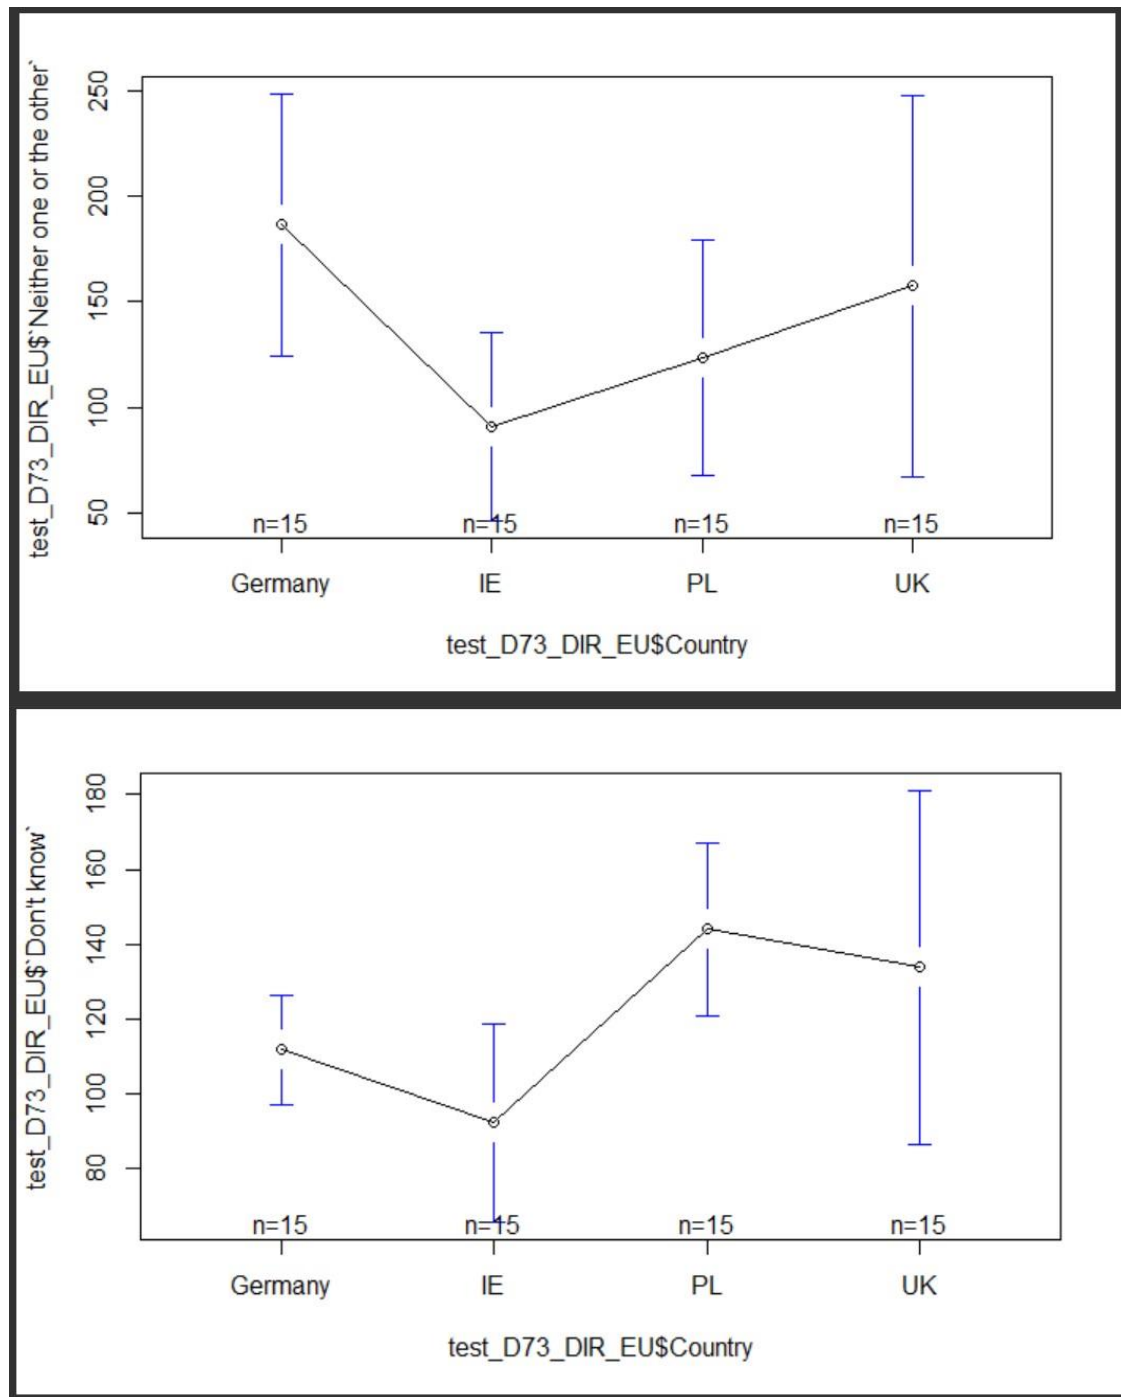 test_D73_DIR_EU$`Neither one or the other`
250
200
150
100
50
n=15 n=15 n=15 n=15
Germany IE PL UK
test_D73_DIR_EU$Country
test_D73_DIR_EU$`Don't know`
180
160
140
120
100
80
n=15 n=15 n=15 n=15
Germany IE PL UK
test_D73_DIR_EU$Country